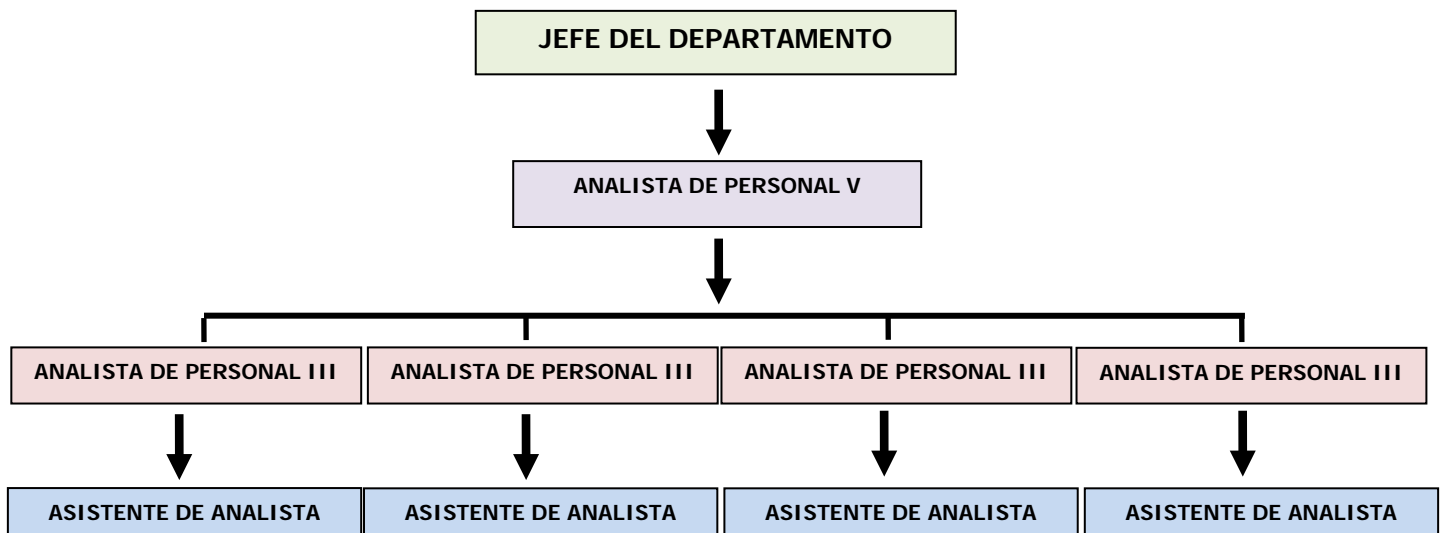 JEFE DEL DEPARTAMENTO
ANALISTA DE PERSONAL V
ANALISTA DE PERSONAL III
ANALISTA DE PERSONAL III
ANALISTA DE PERSONAL III
ANALISTA DE PERSONAL III
ASISTENTE DE ANALISTA
ASISTENTE DE ANALISTA
ASISTENTE DE ANALISTA
ASISTENTE DE ANALISTA